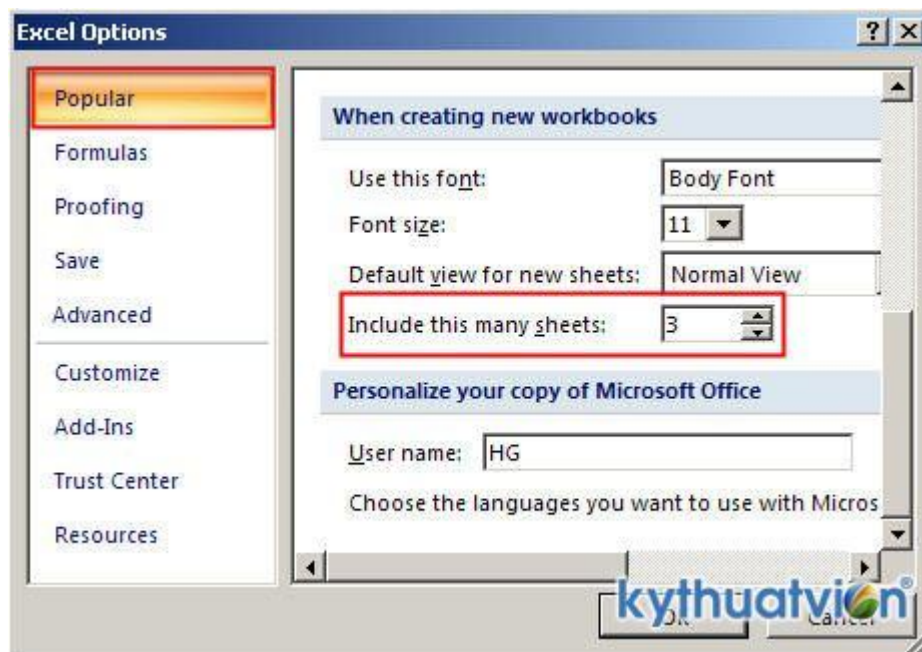 Excel Options
Popular
Formulas
Proofing
Save
Advanced
Customize
Add-Ins
Trust Center
Resources
When creating new workbooks
Use this font: Body Font
Font size: 11
Default view for new sheets: Normal View
Include this many sheets: 3
Personalize your copy of Microsoft Office
User name: HG
Choose the languages you want to use with Micros
kythuatvien®